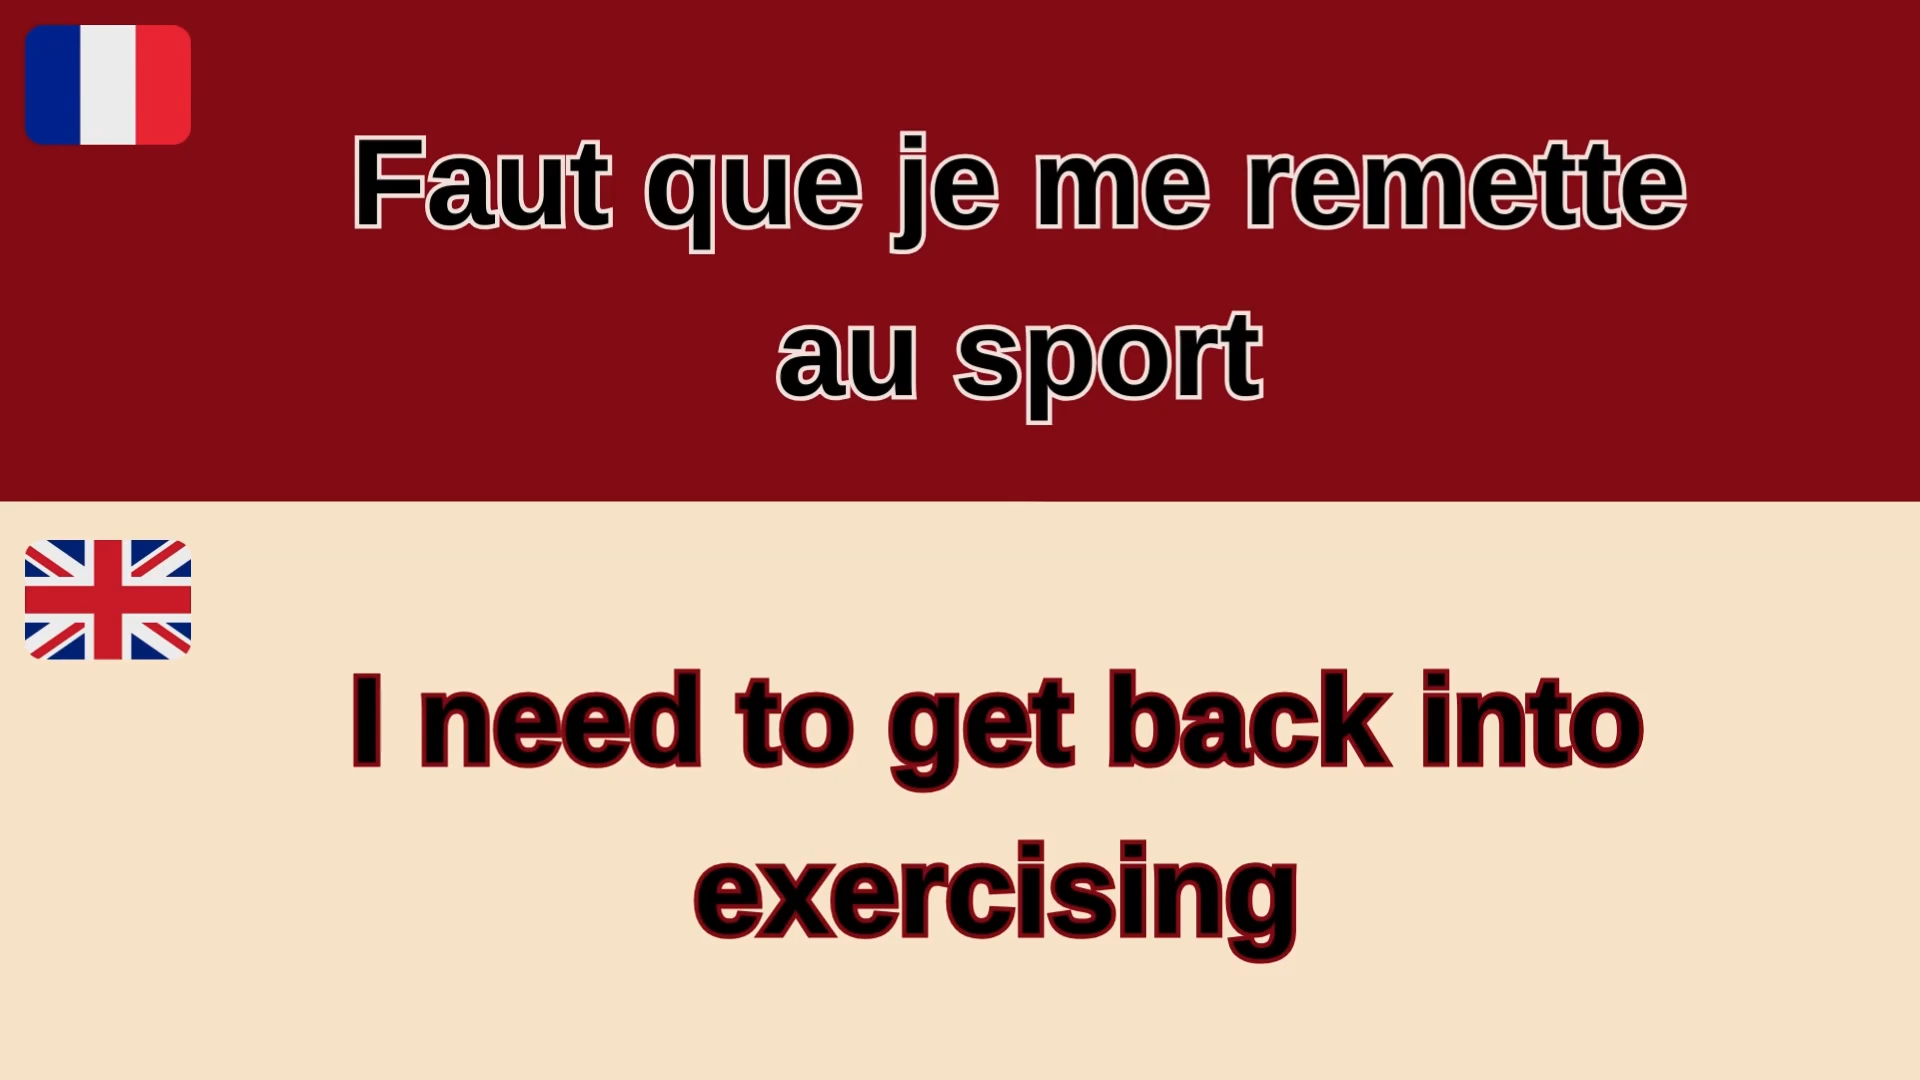 Faut que je me remette
au sport
I need to get back into
exercising